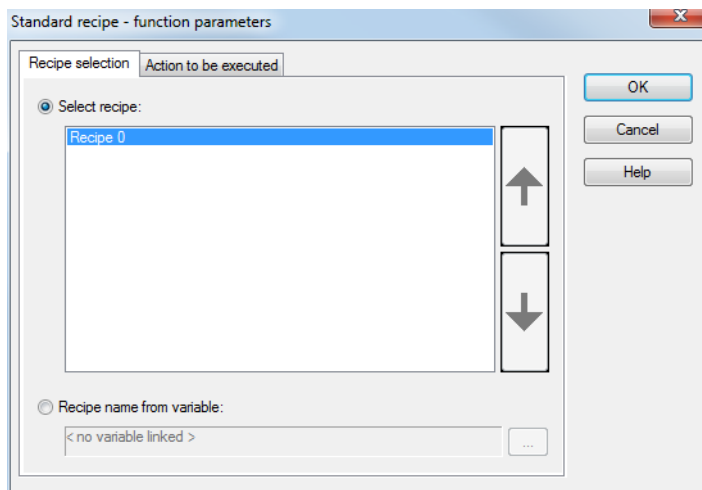 Standard recipe - function parameters
x
Recipe selection
Action to be executed
OK
Select recipe:
Recipe 0
Cancel
Help
Recipe name from variable:
< no variable linked >
...